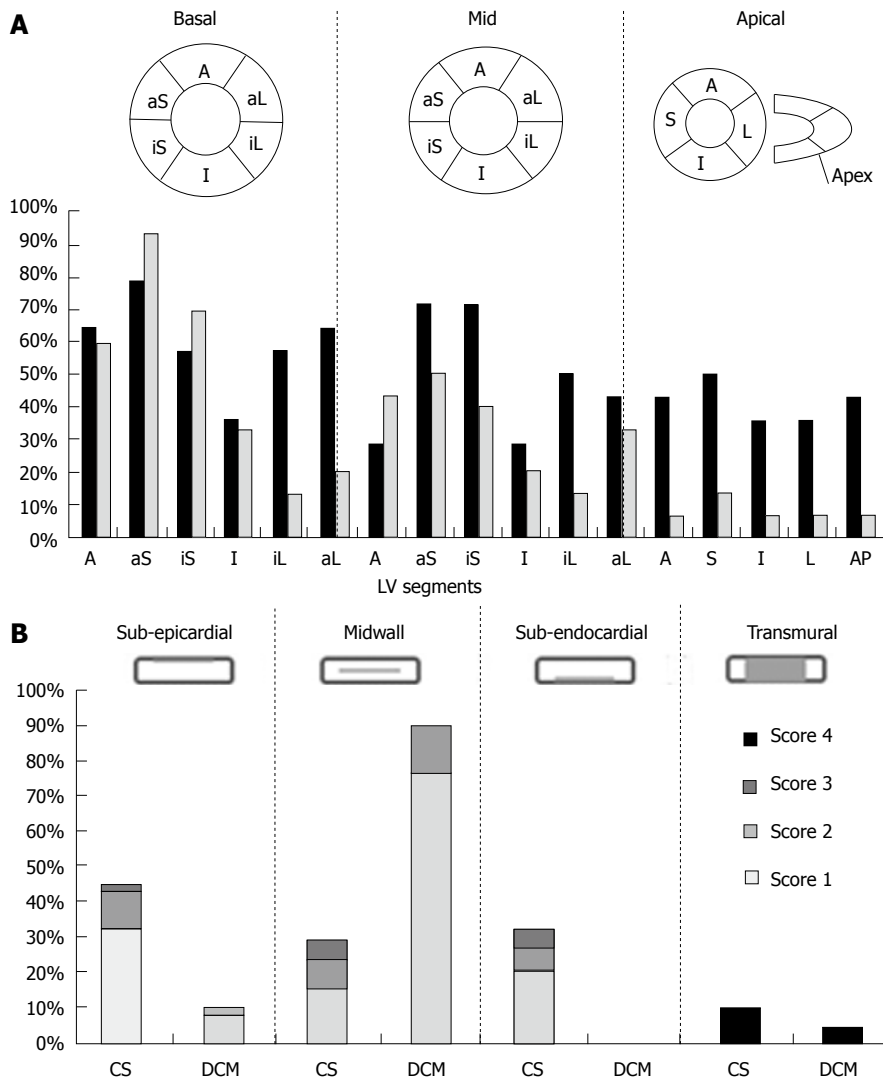 A
Basal Mid Apical
A A
aS aL aS aL A
S L
iS iL iS iL
I I I
Apex
100%
90%
80%
70%
60%
50%
40%
30%
20%
10%
0%
A aS iS I iL aL A aS iS I iL aL A S I L AP
LV segments
B
Sub-epicardial Midwall Sub-endocardial Transmural
100%
90%
80%
70%
60%
50%
40%
30%
20%
10%
0%
Score 4
Score 3
Score 2
Score 1
CS DCM CS DCM CS DCM CS DCM